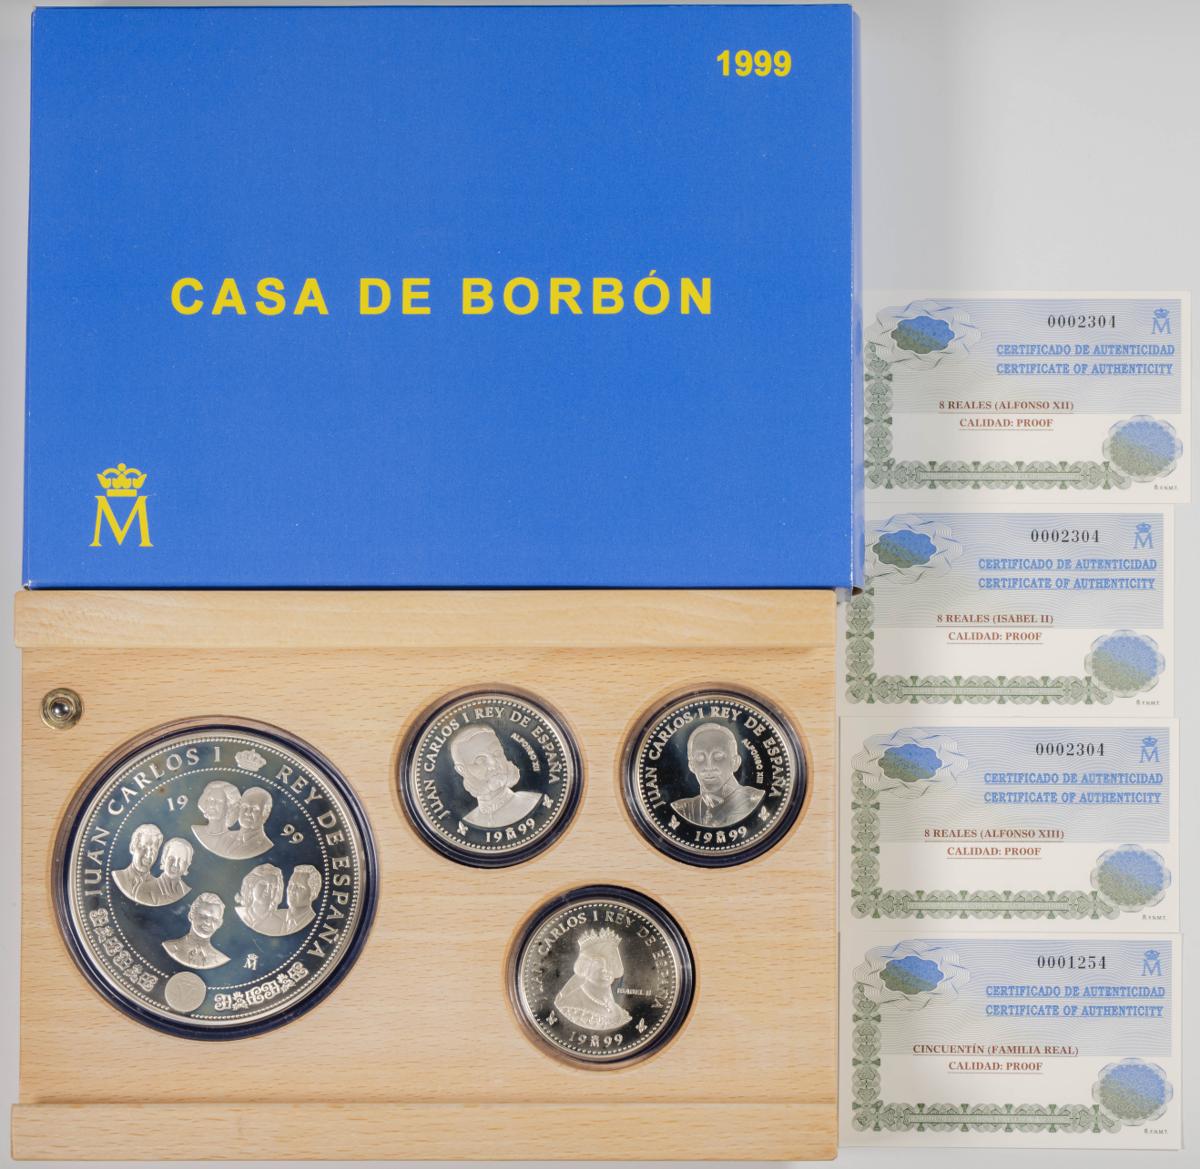 1999
CASA DE BORBÓN
M
0002304
M
CERTIFICADO DE AUTENTICIDAD
CERTIFICATE OF AUTHENTICITY
8 REALES (ALFONSO XII)
CALIDAD: PROOF
F.N.M.T.
0002304
M
CERTIFICADO DE AUTENTICIDAD
CERTIFICATE OF AUTHENTICITY
8 REALES (ISABEL II)
CALIDAD: PROOF
F.N.M.T.
0002304
M
CERTIFICADO DE AUTENTICIDAD
CERTIFICATE OF AUTHENTICITY
8 REALES (ALFONSO XIII)
CALIDAD: PROOF
F.N.M.T.
0001254
M
CERTIFICADO DE AUTENTICIDAD
CERTIFICATE OF AUTHENTICITY
CINCUENTÍN (FAMILIA REAL)
CALIDAD: PROOF
F.N.M.T.
JUAN CARLOS I REY DE ESPAÑA
19 99
M
JUAN CARLOS I REY DE ESPAÑA
ALFONSO XII
19 M 99
JUAN CARLOS I REY DE ESPAÑA
ALFONSO XIII
19 M 99
JUAN CARLOS I REY DE ESPAÑA
ISABEL II
19 M 99